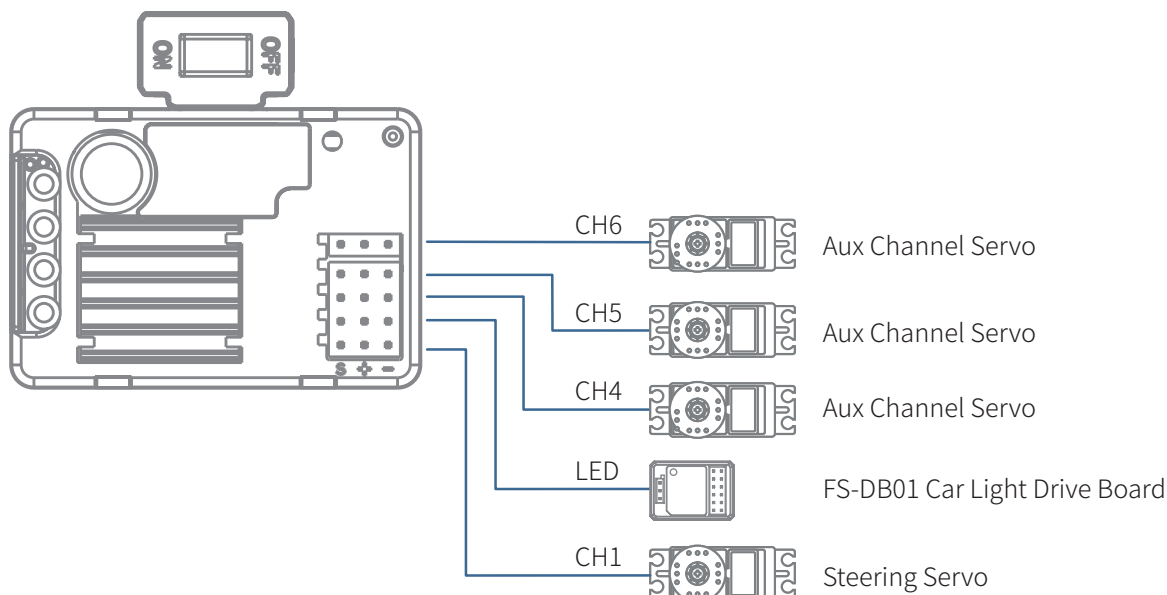 ON OFF
CH6 Aux Channel Servo
CH5 Aux Channel Servo
CH4 Aux Channel Servo
LED FS-DB01 Car Light Drive Board
S + −
CH1 Steering Servo